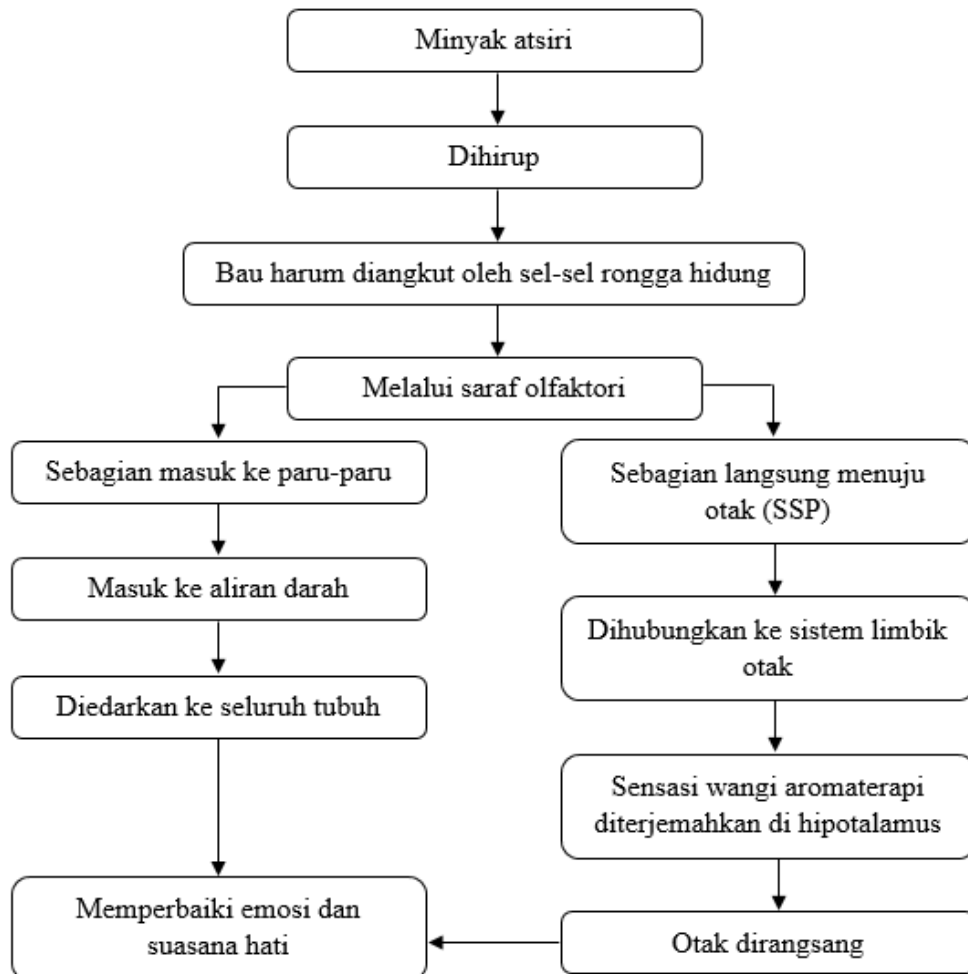 Minyak atsiri
Dihirup
Bau harum diangkut oleh sel-sel rongga hidung
Melalui saraf olfaktori
Sebagian masuk ke paru-paru
Masuk ke aliran darah
Diedarkan ke seluruh tubuh
Sebagian langsung menuju
otak (SSP)
Dihubungkan ke sistem limbik
otak
Sensasi wangi aromaterapi
diterjemahkan di hipotalamus
Otak dirangsang
Memperbaiki emosi dan
suasana hati